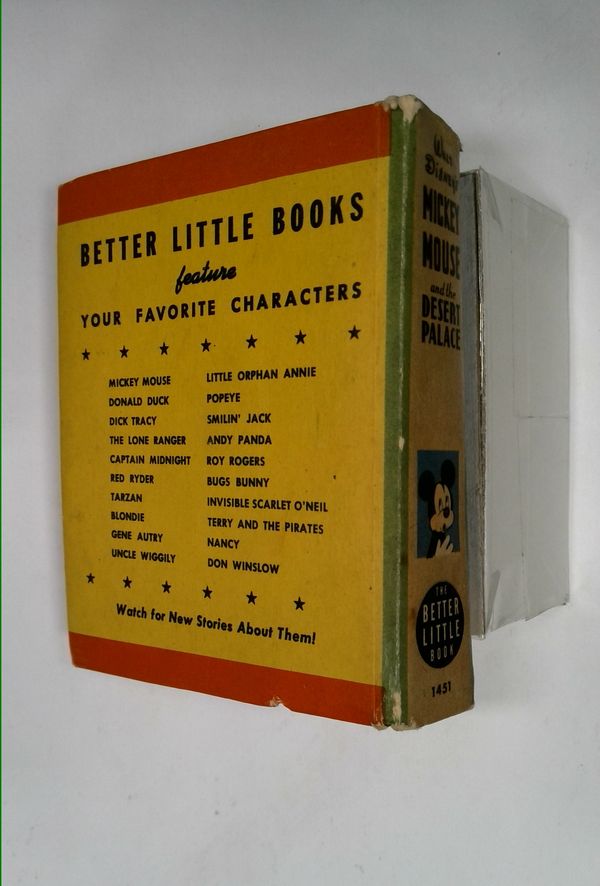 BETTER LITTLE BOOKS
feature
YOUR FAVORITE CHARACTERS
MICKEY MOUSE
DONALD DUCK
DICK TRACY
THE LONE RANGER
CAPTAIN MIDNIGHT
RED RYDER
TARZAN
BLONDIE
GENE AUTRY
UNCLE WIGGILY
LITTLE ORPHAN ANNIE
POPEYE
SMILIN' JACK
ANDY PANDA
ROY ROGERS
BUGS BUNNY
INVISIBLE SCARLET O'NEIL
TERRY AND THE PIRATES
NANCY
DON WINSLOW
Watch for New Stories About Them!
Walt
Disney's
MICKEY
MOUSE
and the
DESERT
PALACE
THE
BETTER
LITTLE
BOOK
1451